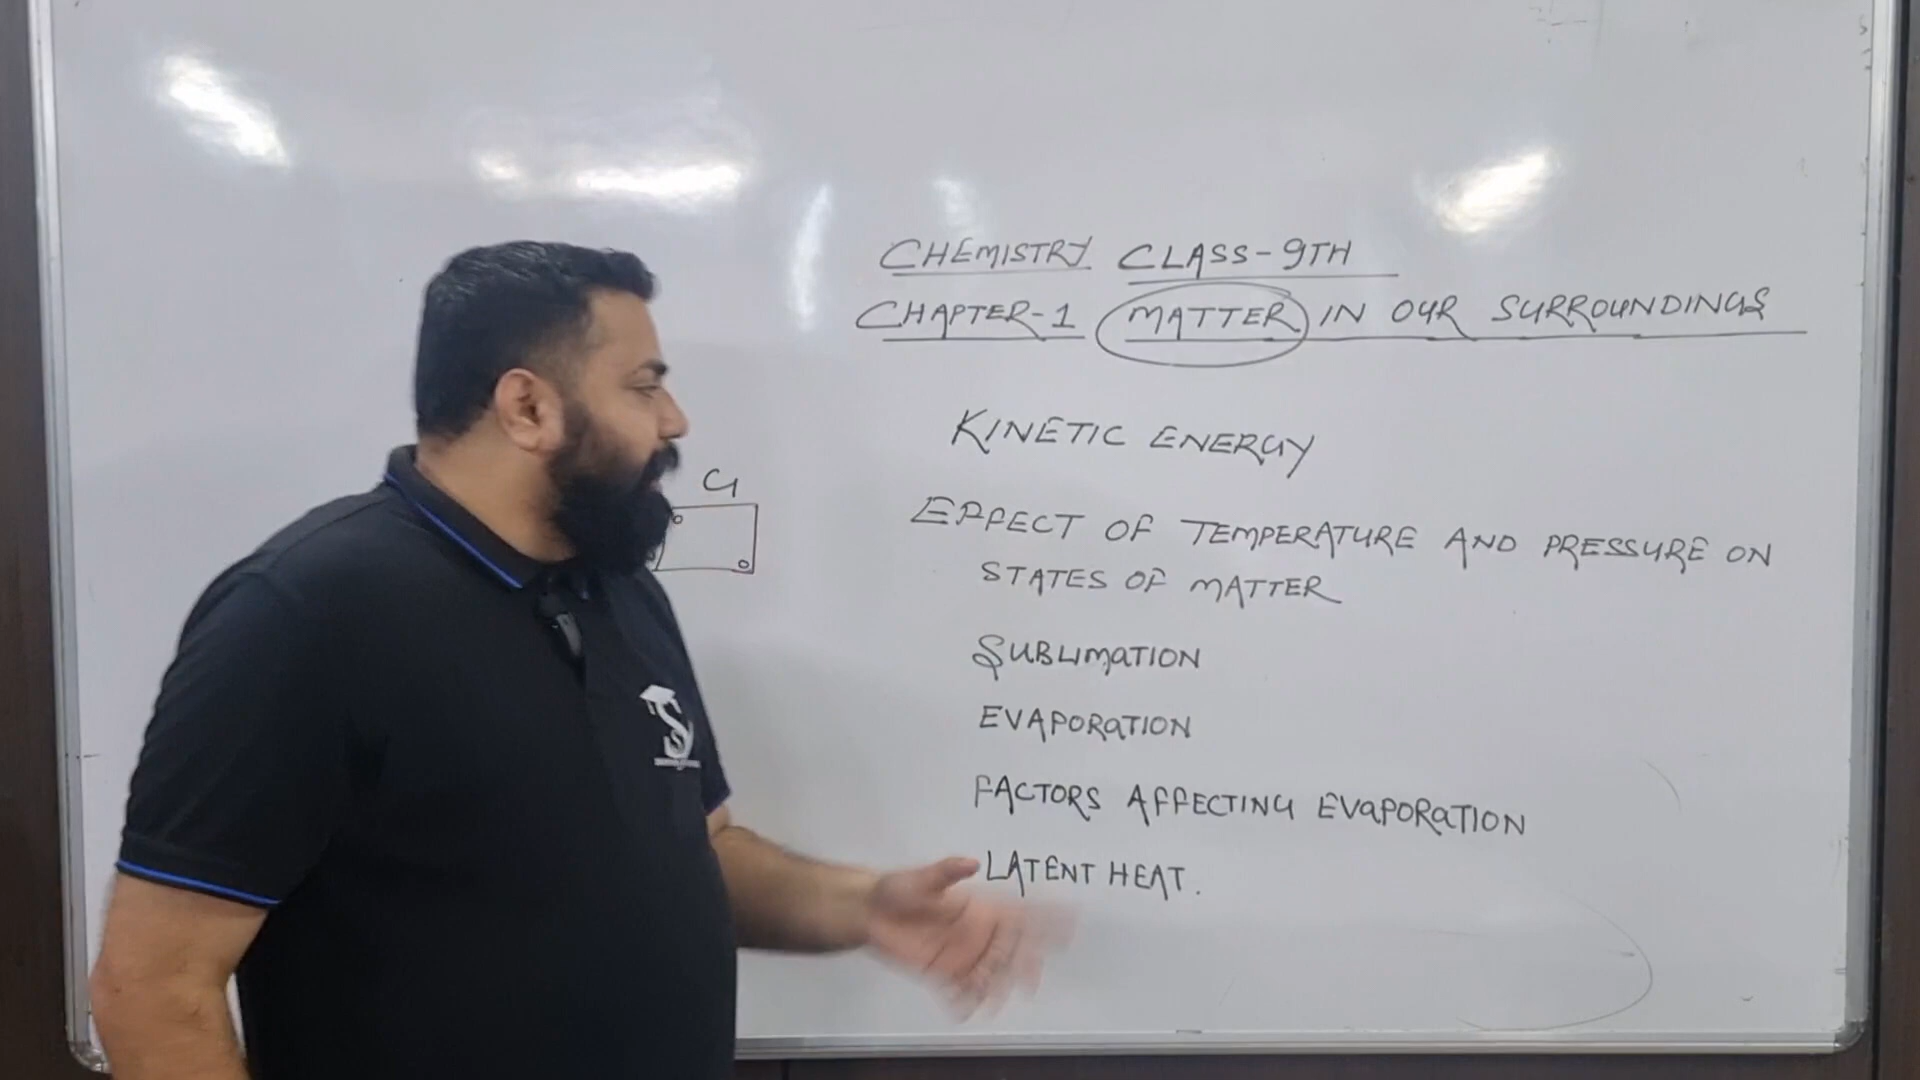 CHEMISTRY CLASS-9TH
CHAPTER-1 MATTER IN OUR SURROUNDINGS
KINETIC ENERGY
G
EFFECT OF TEMPERATURE AND PRESSURE ON
STATES OF MATTER
SUBLIMATION
EVAPORATION
FACTORS AFFECTING EVAPORATION
LATENT HEAT.